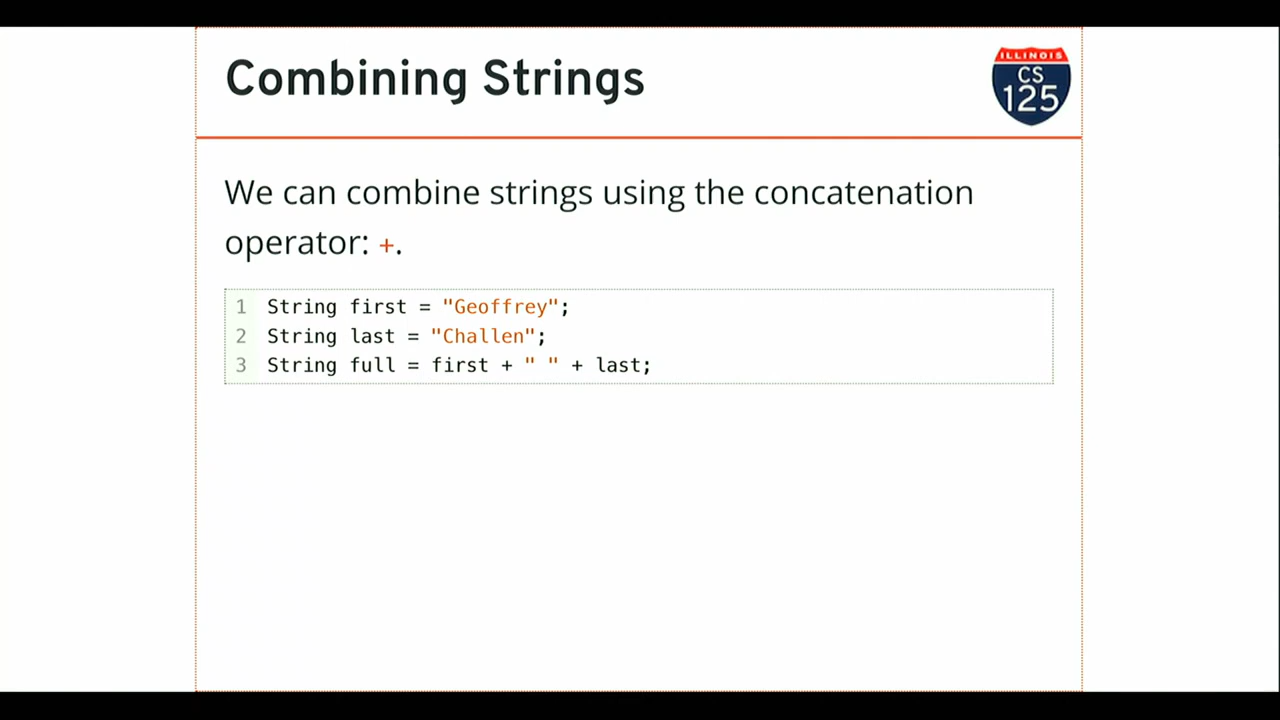 Combining Strings
ILLINOIS
CS
125
We can combine strings using the concatenation
operator: +.
1 String first = "Geoffrey";
2 String last = "Challen";
3 String full = first + " " + last;